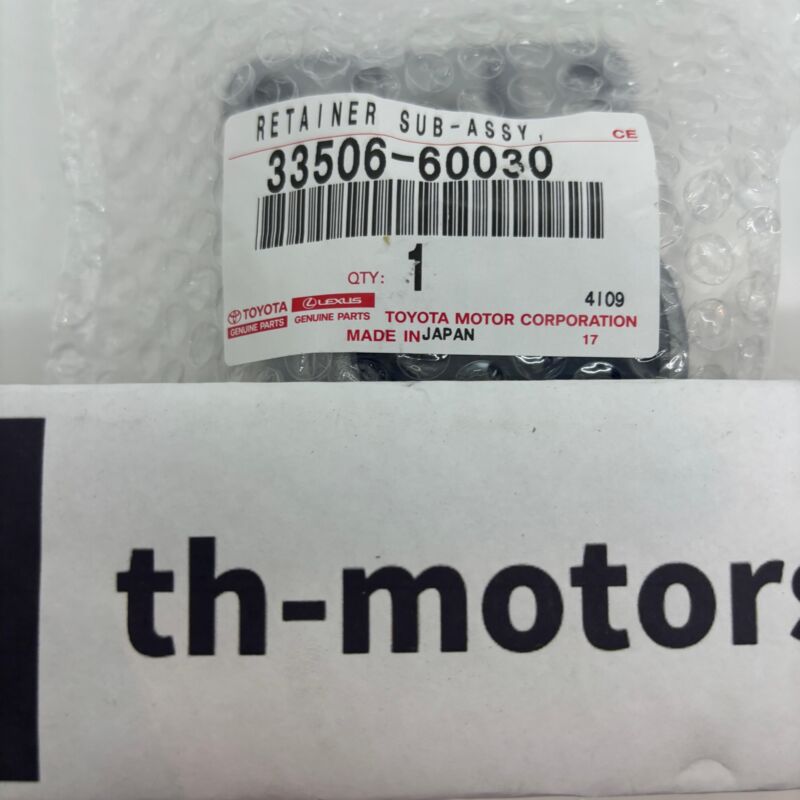 RETAINER SUB-ASSY,
CE
33506-60030
QTY: 1
4109
TOYOTA LEXUS
GENUINE PARTS GENUINE PARTS TOYOTA MOTOR CORPORATION
MADE IN JAPAN 17
th-motors